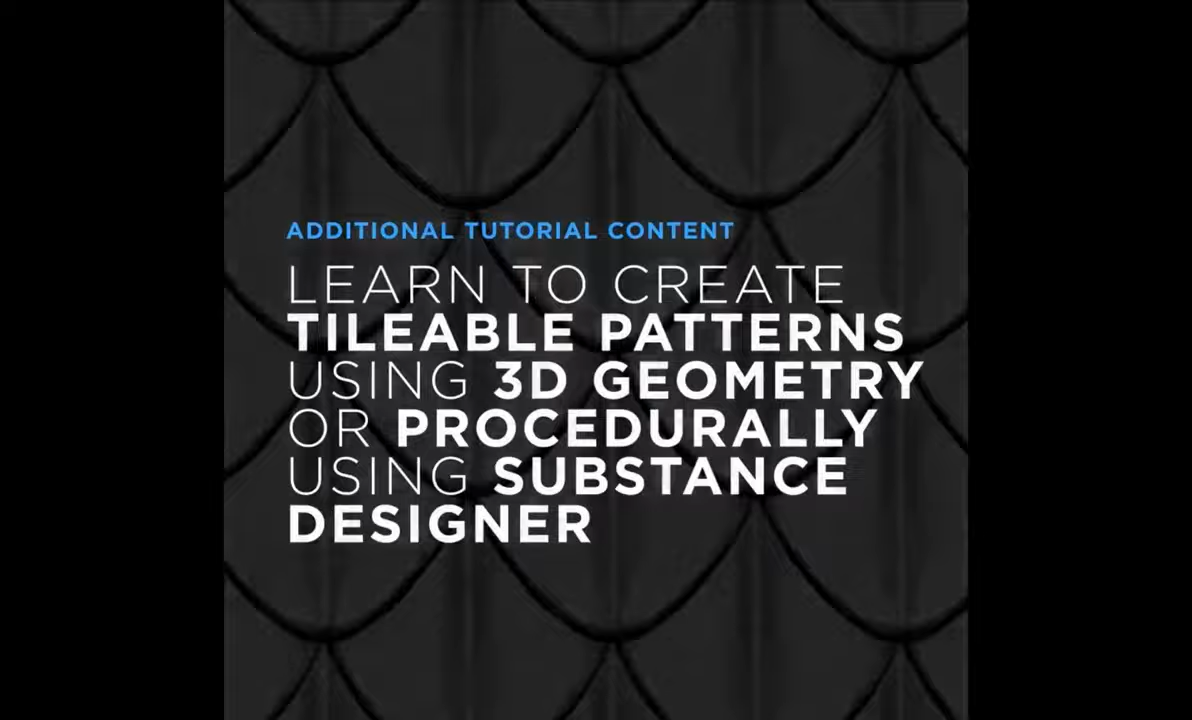 ADDITIONAL TUTORIAL CONTENT
LEARN TO CREATE
TILEABLE PATTERNS
USING 3D GEOMETRY
OR PROCEDURALLY
USING SUBSTANCE
DESIGNER